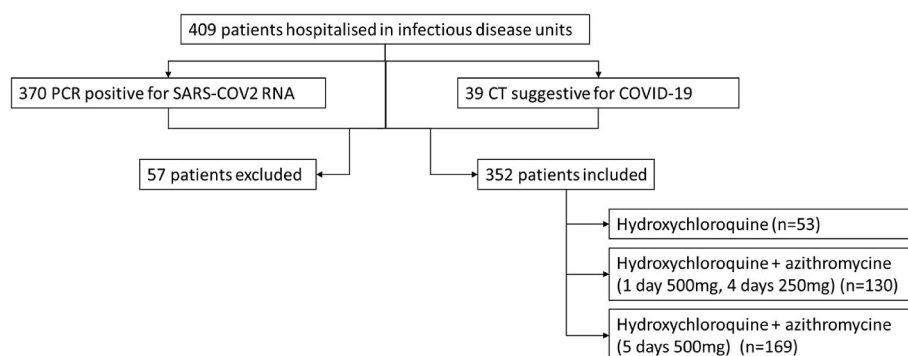 409 patients hospitalised in infectious disease units
370 PCR positive for SARS-COV2 RNA
39 CT suggestive for COVID-19
57 patients excluded
352 patients included
Hydroxychloroquine (n=53)
Hydroxychloroquine + azithromycine
(1 day 500mg, 4 days 250mg) (n=130)
Hydroxychloroquine + azithromycine
(5 days 500mg) (n=169)